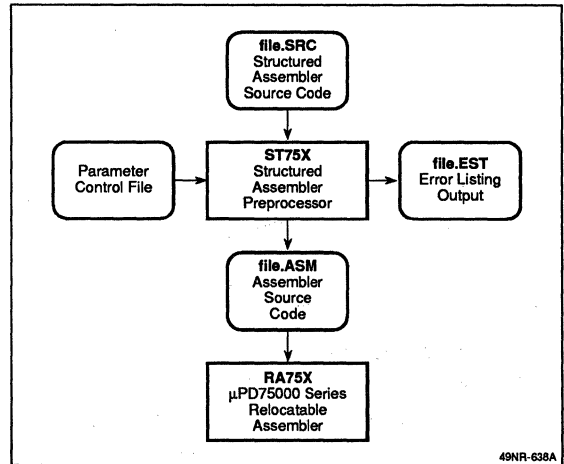 file.SRC
Structured
Assembler
Source Code
Parameter
Control File
ST75X
Structured
Assembler
Preprocessor
file.EST
Error Listing
Output
file.ASM
Assembler
Source
Code
RA75X
μPD75000 Series
Relocatable
Assembler
49NR-638A